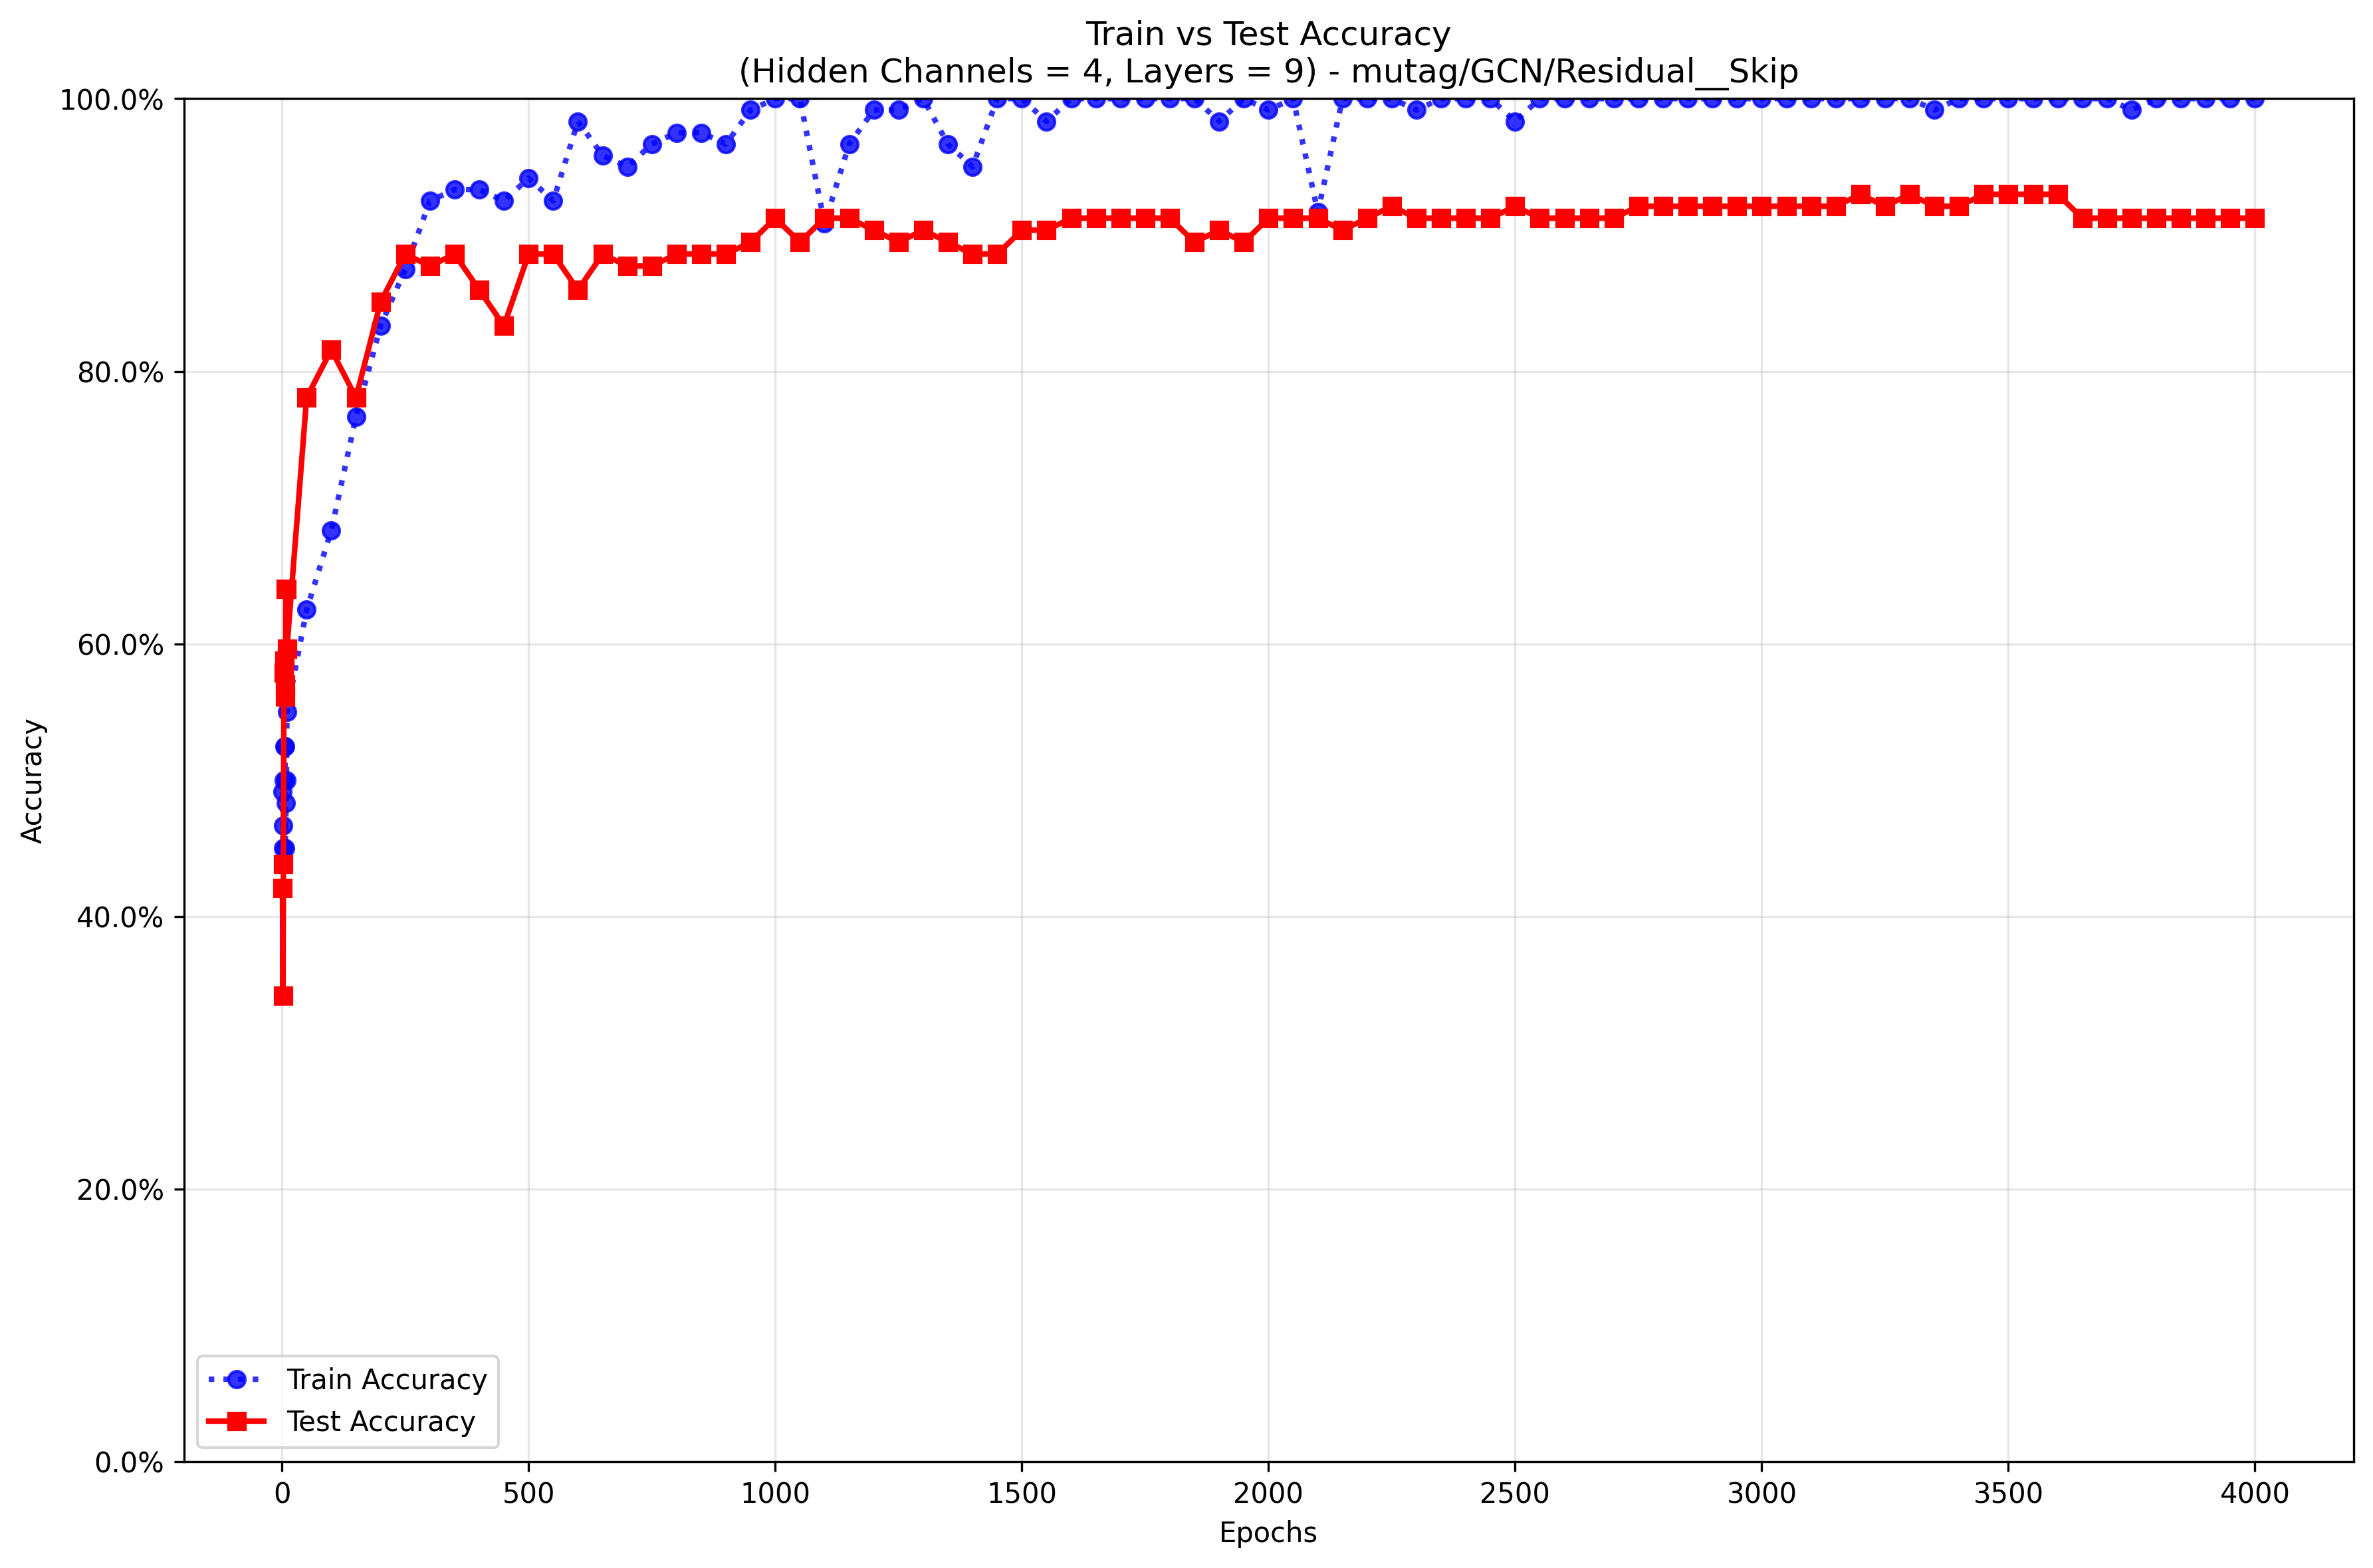 Train vs Test Accuracy
(Hidden Channels = 4, Layers = 9) - mutag/GCN/Residual__Skip
100.0%
80.0%
60.0%
40.0%
20.0%
0.0%
Accuracy
Train Accuracy
Test Accuracy
0 500 1000 1500 2000 2500 3000 3500 4000
Epochs